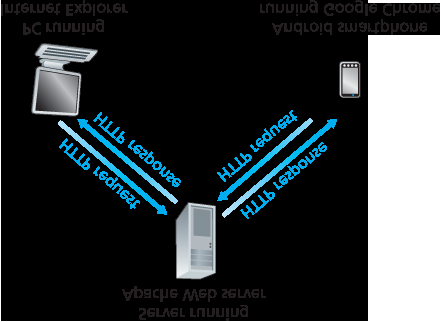 Internet Explorer
PC running
running Google Chrome
Android smartphone
HTTP response
HTTP request
HTTP request
HTTP response
Apache Web server
Server running